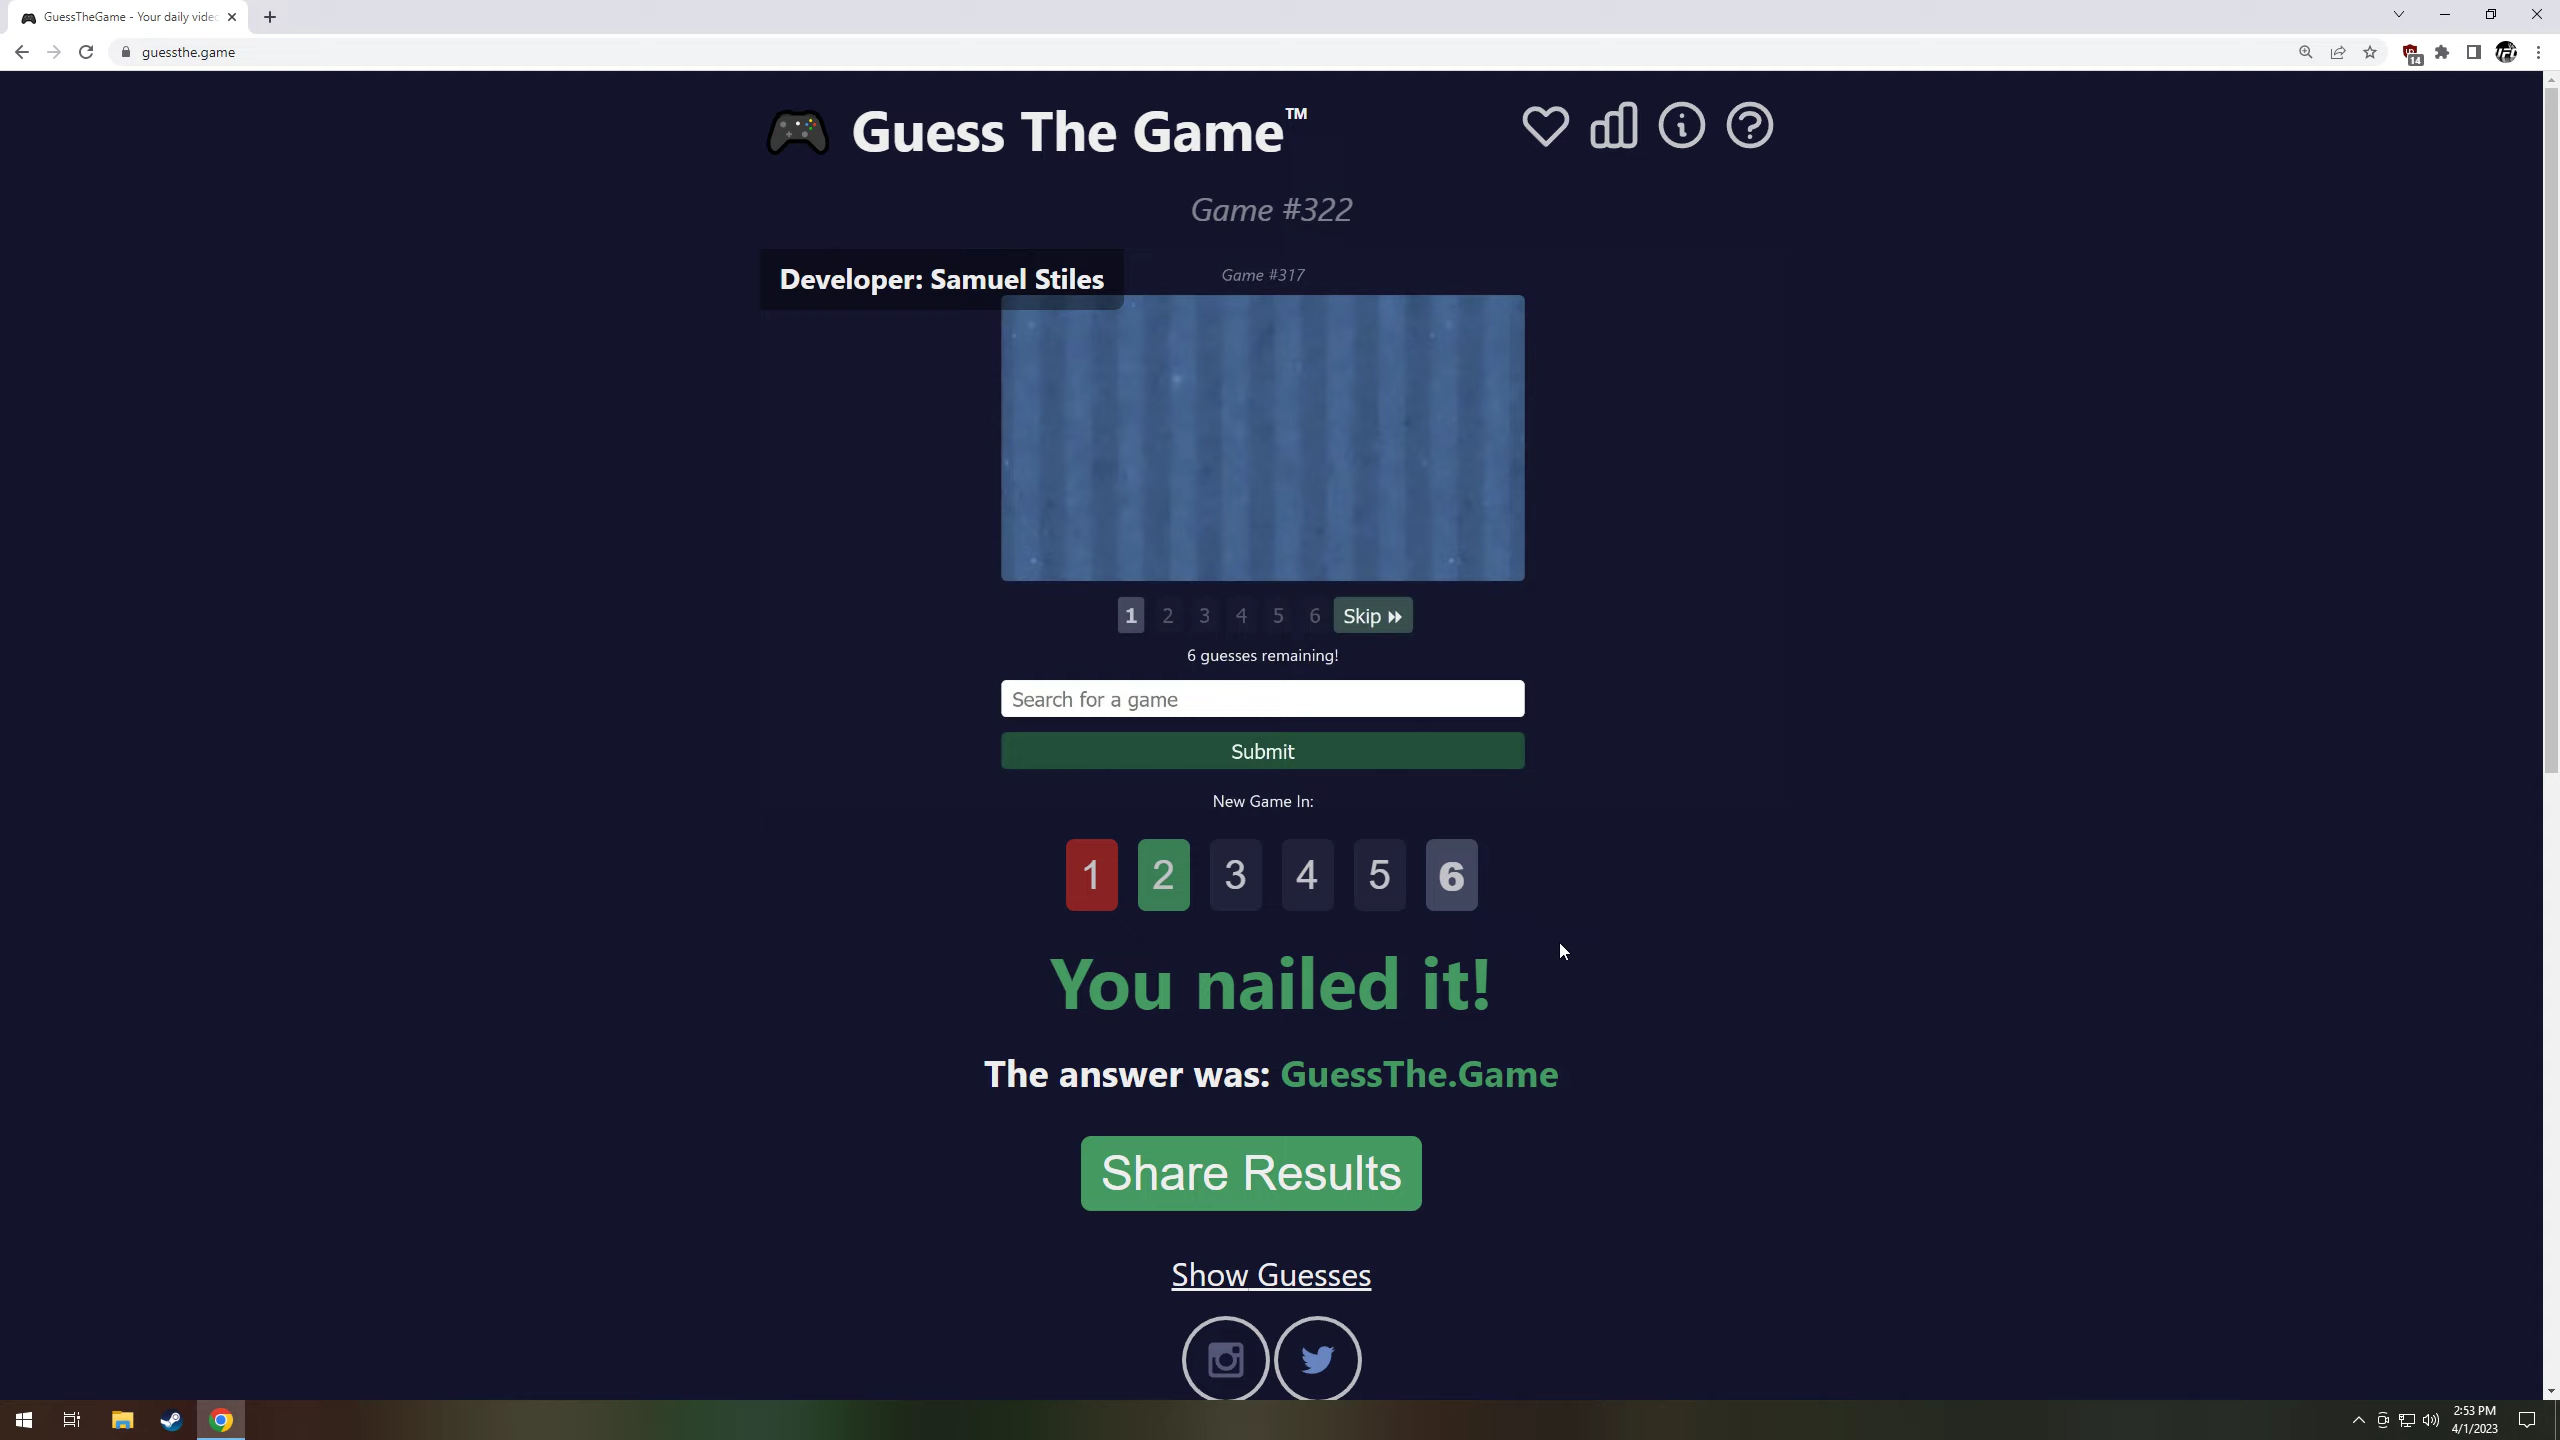 GuessTheGame - Your daily video
guessthe.game
14
Guess The Game™
Game #322
Developer: Samuel Stiles
Game #317
1 2 3 4 5 6 Skip
6 guesses remaining!
Search for a game
Submit
New Game In:
1 2 3 4 5 6
You nailed it!
The answer was: GuessThe.Game
Share Results
Show Guesses
2:53 PM
4/1/2023